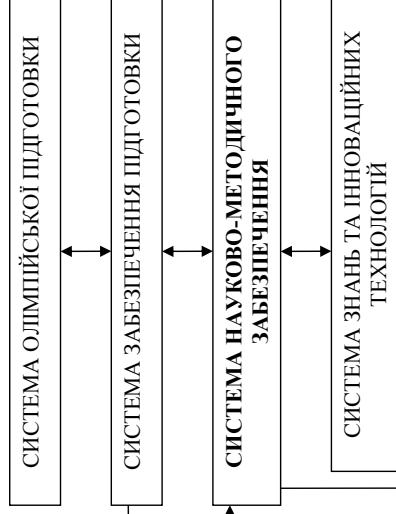 СИСТЕМА ОЛІМПІЙСЬКОЇ ПІДГОТОВКИ
СИСТЕМА ЗАБЕЗПЕЧЕННЯ ПІДГОТОВКИ
СИСТЕМА НАУКОВО-МЕТОДИЧНОГО
ЗАБЕЗПЕЧЕННЯ
СИСТЕМА ЗНАНЬ ТА ІННОВАЦІЙНИХ
ТЕХНОЛОГІЙ